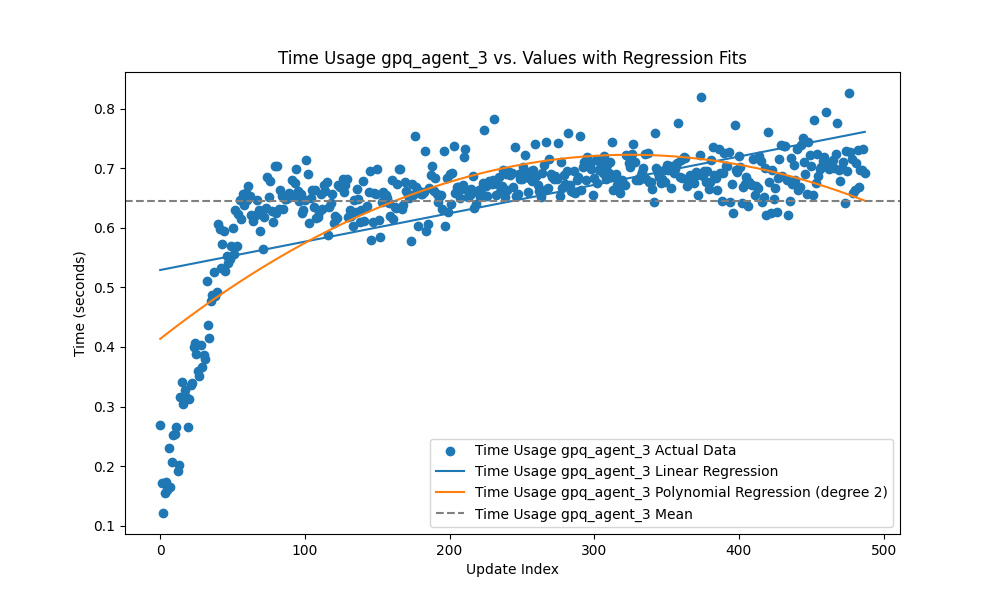 Time Usage gpq_agent_3 vs. Values with Regression Fits
Time (seconds)
0.8
0.7
0.6
0.5
0.4
0.3
0.2
0.1
Time Usage gpq_agent_3 Actual Data
Time Usage gpq_agent_3 Linear Regression
Time Usage gpq_agent_3 Polynomial Regression (degree 2)
Time Usage gpq_agent_3 Mean
0 100 200 300 400 500
Update Index